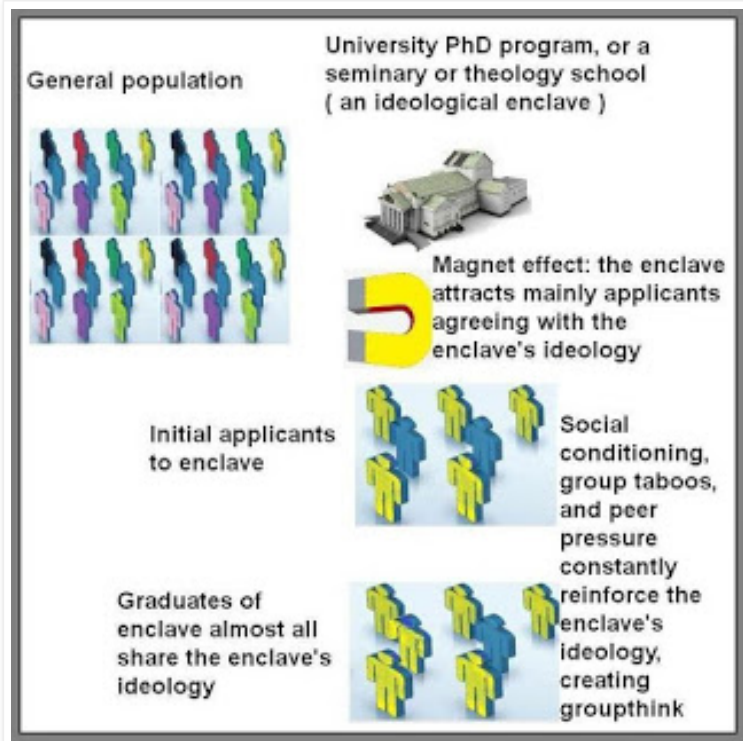 General population
University PhD program, or a
seminary or theology school
( an ideological enclave )
Magnet effect: the enclave
attracts mainly applicants
agreeing with the
enclave's ideology
Initial applicants
to enclave
Social
conditioning,
group taboos,
and peer
pressure
constantly
reinforce the
enclave's
ideology,
creating
groupthink
Graduates of
enclave almost all
share the enclave's
ideology